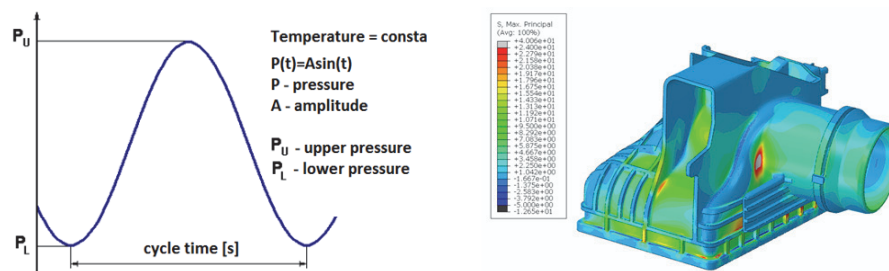 P_U
Temperature = consta
P(t)=Asin(t)
P - pressure
A - amplitude
P_U - upper pressure
P_L - lower pressure
P_L
cycle time [s]
S, Max. Principal
(Avg: 100%)
+4.006e+01
+2.400e+01
+2.279e+01
+2.158e+01
+2.038e+01
+1.917e+01
+1.796e+01
+1.675e+01
+1.554e+01
+1.433e+01
+1.313e+01
+1.192e+01
+1.071e+01
+9.500e+00
+8.292e+00
+7.083e+00
+5.875e+00
+4.667e+00
+3.458e+00
+2.250e+00
+1.042e+00
-1.667e-01
-1.375e+00
-2.583e+00
-3.792e+00
-5.000e+00
-1.265e+01